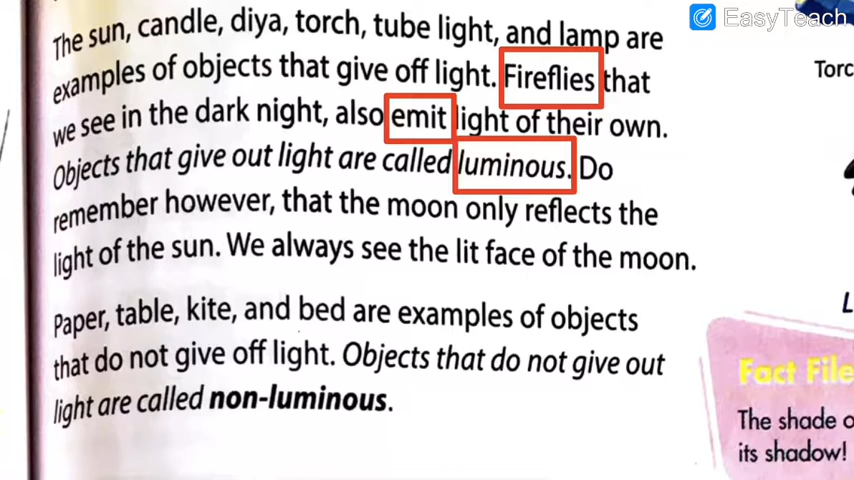 EasyTeach
The sun, candle, diya, torch, tube light, and lamp are
examples of objects that give off light. Fireflies that
we see in the dark night, also emit light of their own.
Objects that give out light are called luminous. Do
remember however, that the moon only reflects the
light of the sun. We always see the lit face of the moon.
Paper, table, kite, and bed are examples of objects
that do not give off light. Objects that do not give out
light are called non-luminous.
Fact File
The shade
its shadow!